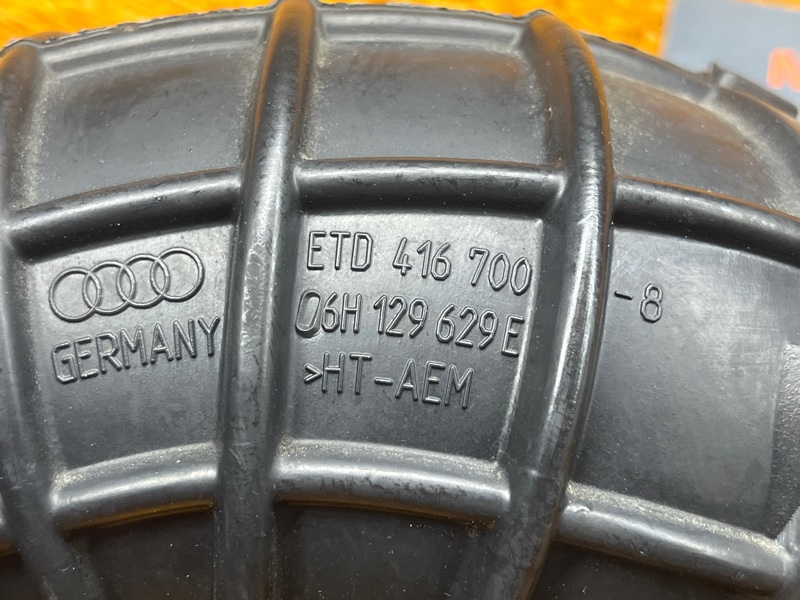 ETD 416 700
06H 129 629 E
>HT-AEM
GERMANY
-8